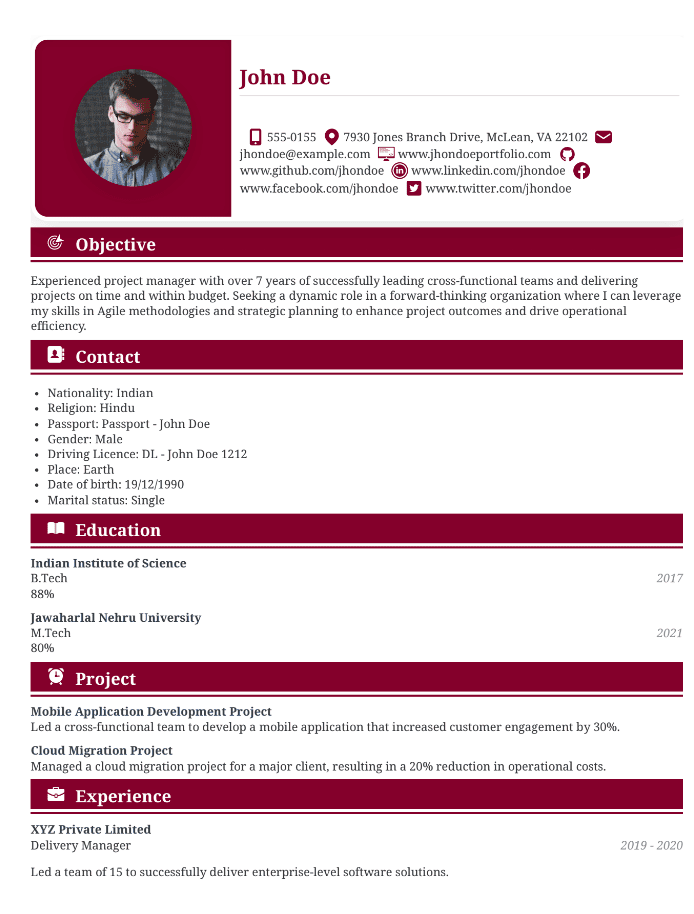 John Doe
555-0155 7930 Jones Branch Drive, McLean, VA 22102
jhondoe@example.com www.jhondoeportfolio.com
www.github.com/jhondoe www.linkedin.com/jhondoe
www.facebook.com/jhondoe www.twitter.com/jhondoe
Objective
Experienced project manager with over 7 years of successfully leading cross-functional teams and delivering
projects on time and within budget. Seeking a dynamic role in a forward-thinking organization where I can leverage
my skills in Agile methodologies and strategic planning to enhance project outcomes and drive operational
efficiency.
Contact
• Nationality: Indian
• Religion: Hindu
• Passport: Passport - John Doe
• Gender: Male
• Driving Licence: DL - John Doe 1212
• Place: Earth
• Date of birth: 19/12/1990
• Marital status: Single
Education
Indian Institute of Science
B.Tech 2017
88%
Jawaharlal Nehru University
M.Tech 2021
80%
Project
Mobile Application Development Project
Led a cross-functional team to develop a mobile application that increased customer engagement by 30%.
Cloud Migration Project
Managed a cloud migration project for a major client, resulting in a 20% reduction in operational costs.
Experience
XYZ Private Limited
Delivery Manager 2019 - 2020
Led a team of 15 to successfully deliver enterprise-level software solutions.